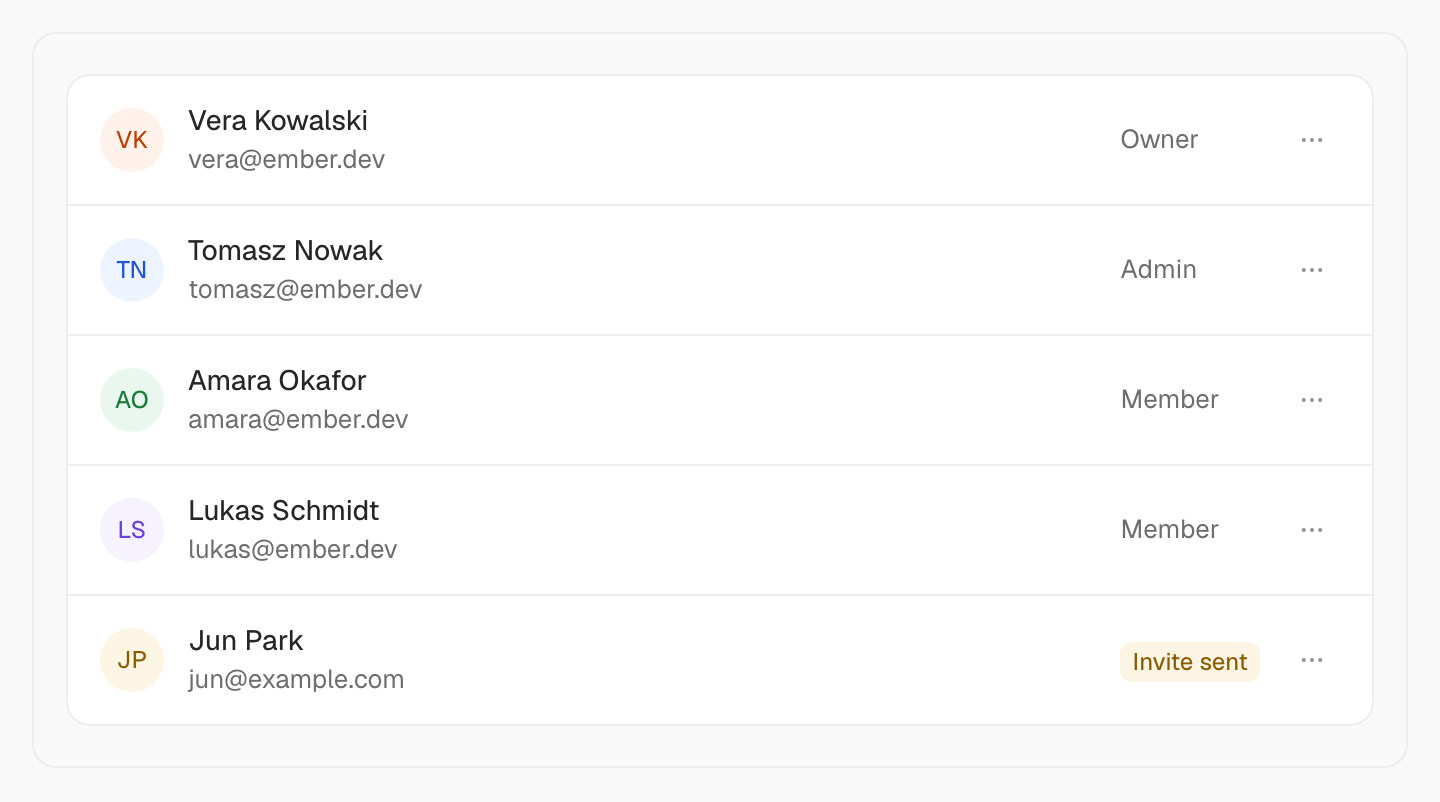 VK
Vera Kowalski
vera@ember.dev
Owner
TN
Tomasz Nowak
tomasz@ember.dev
Admin
AO
Amara Okafor
amara@ember.dev
Member
LS
Lukas Schmidt
lukas@ember.dev
Member
JP
Jun Park
jun@example.com
Invite sent